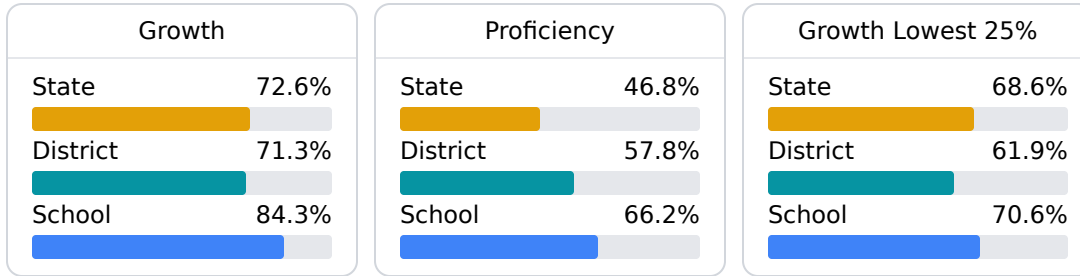 Growth
State 72.6%
District 71.3%
School 84.3%
Proficiency
State 46.8%
District 57.8%
School 66.2%
Growth Lowest 25%
State 68.6%
District 61.9%
School 70.6%